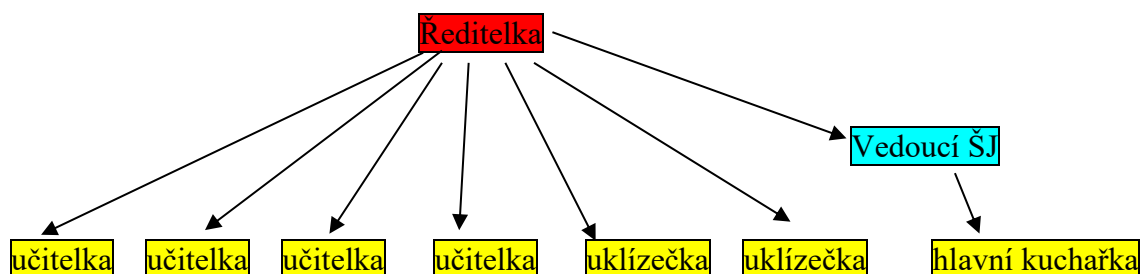 Ředitelka
Vedoucí ŠJ
učitelka učitelka učitelka učitelka uklízečka uklízečka hlavní kuchařka